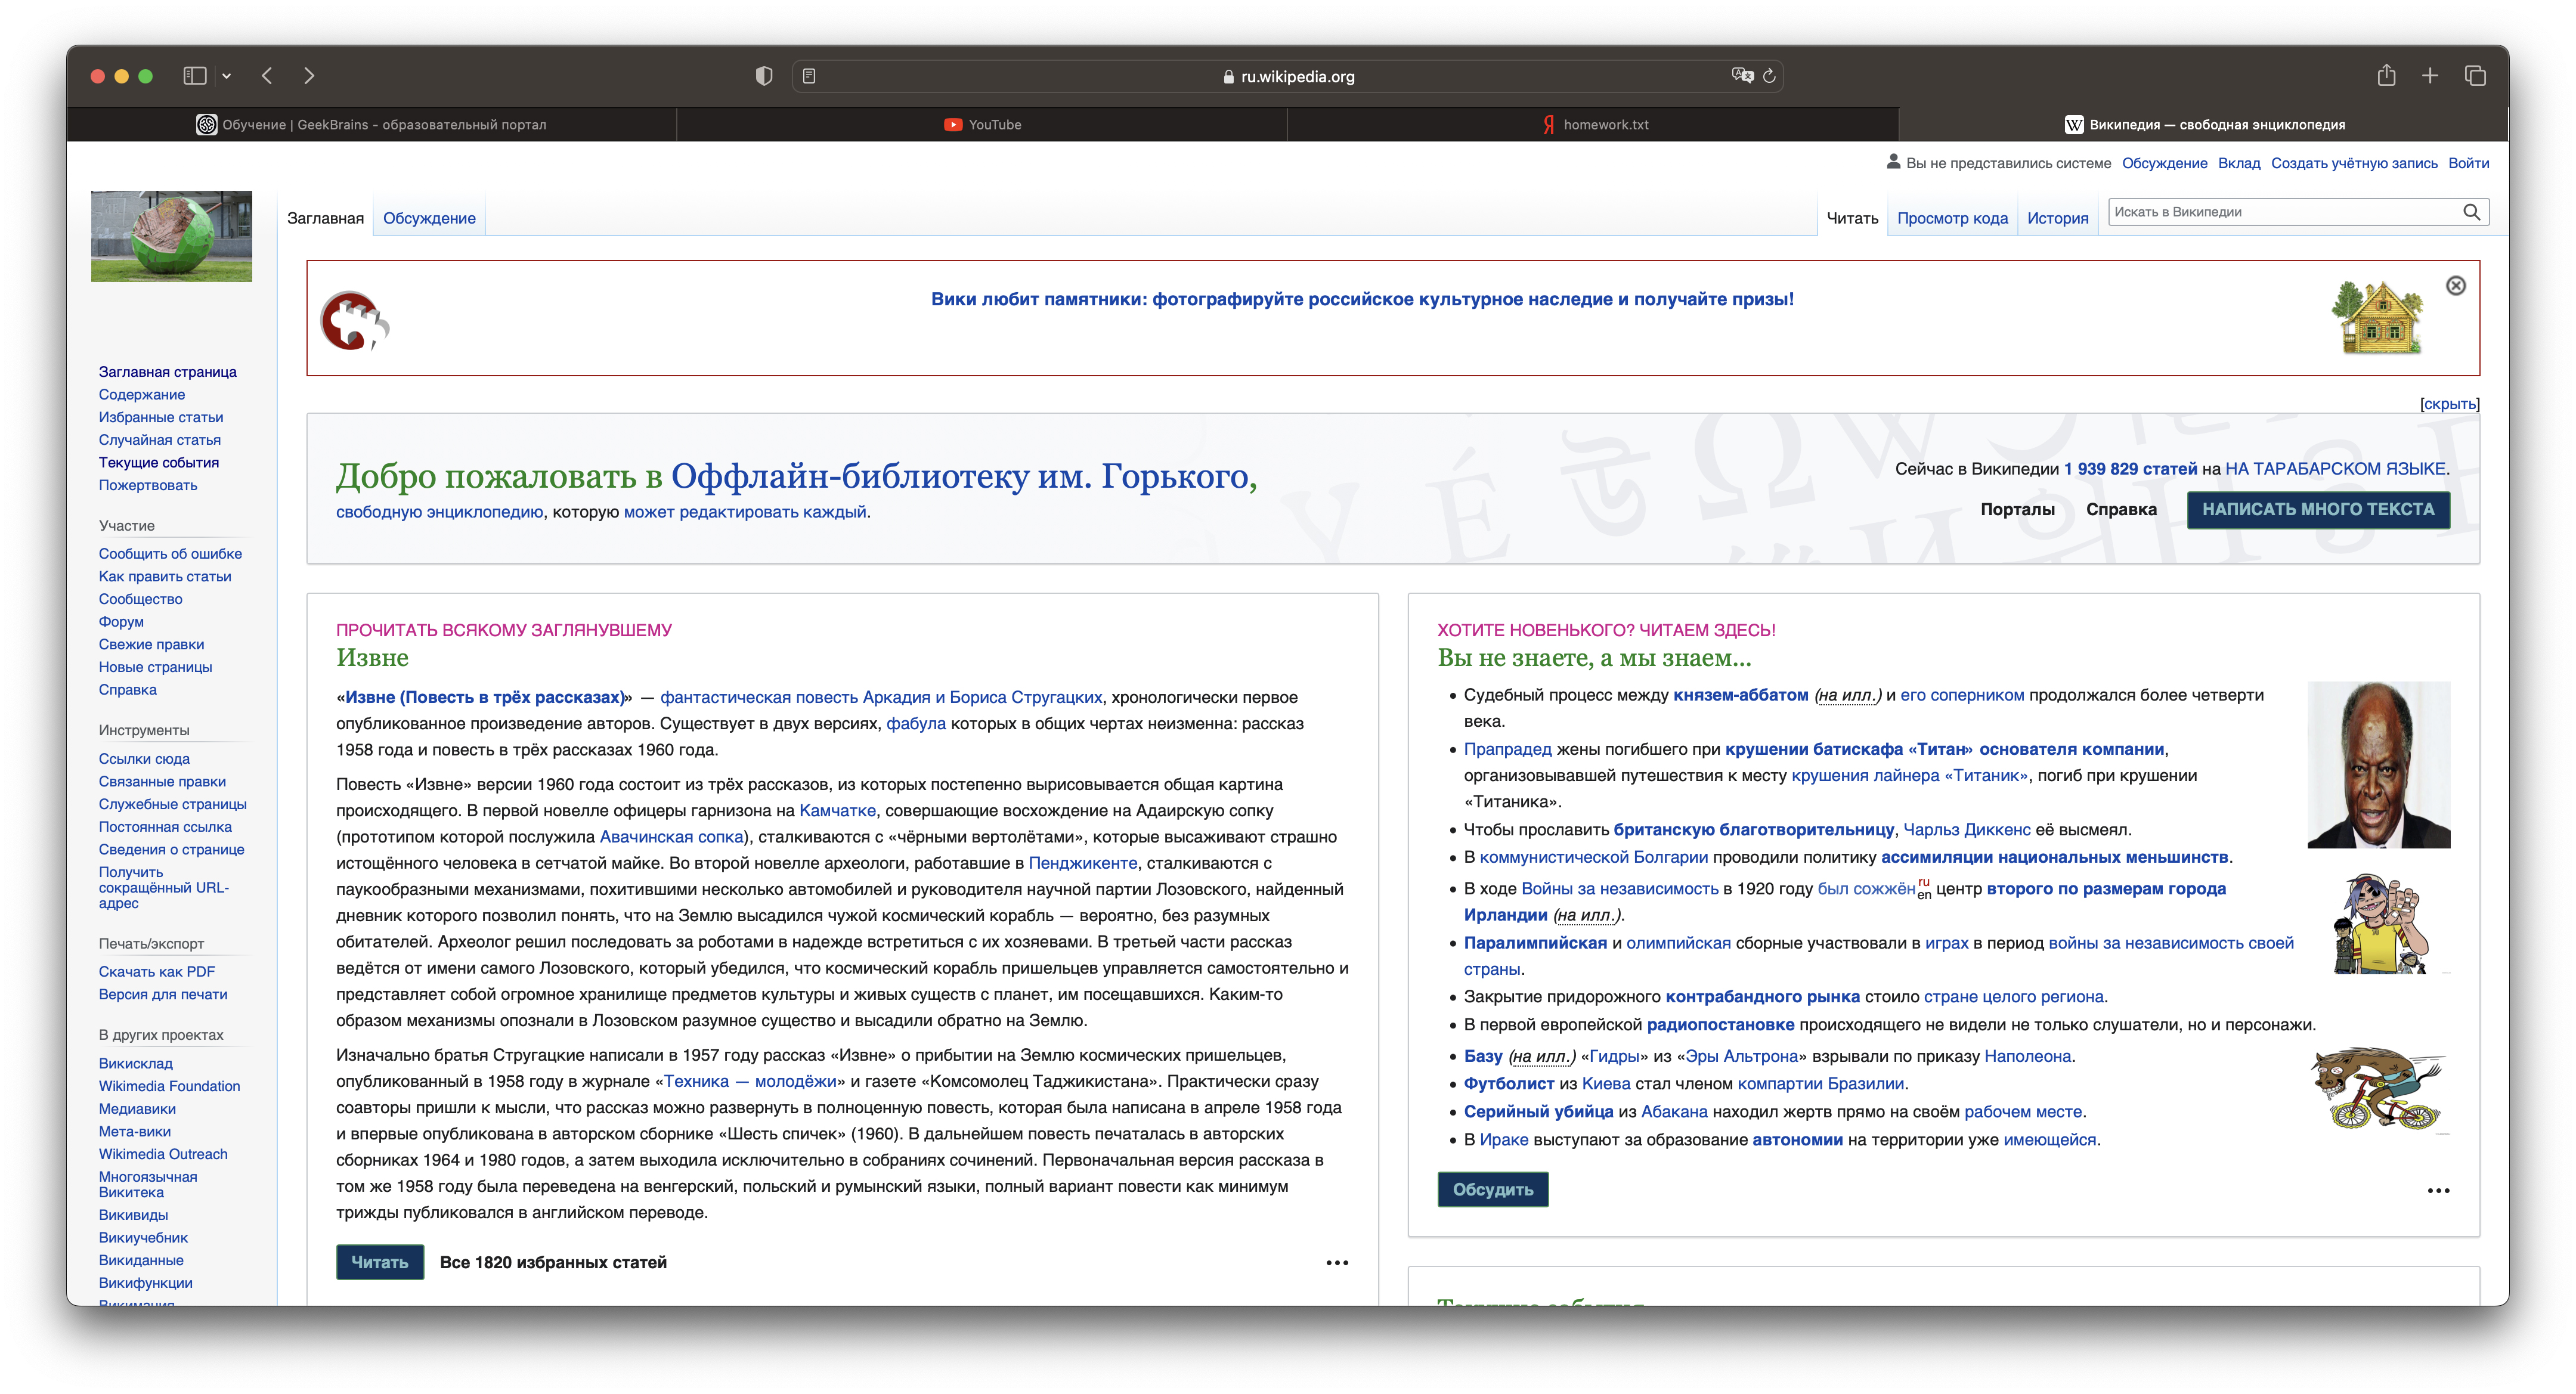 ru.wikipedia.org
Обучение | GeekBrains - образовательный портал
YouTube
homework.txt
Википедия — свободная энциклопедия
Вы не представились системе Обсуждение Вклад Создать учётную запись Войти
Заглавная Обсуждение
Читать Просмотр кода История
Искать в Википедии
Вики любит памятники: фотографируйте российское культурное наследие и получайте призы!
[скрыть]
Заглавная страница
Содержание
Избранные статьи
Случайная статья
Текущие события
Пожертвовать
Участие
Сообщить об ошибке
Как править статьи
Сообщество
Форум
Свежие правки
Новые страницы
Справка
Инструменты
Ссылки сюда
Связанные правки
Служебные страницы
Постоянная ссылка
Сведения о странице
Получить
сокращённый URL-
адрес
Печать/экспорт
Скачать как PDF
Версия для печати
В других проектах
Викисклад
Wikimedia Foundation
Медиавики
Мета-вики
Wikimedia Outreach
Многоязычная
Викитека
Викивиды
Викиучебник
Викиданные
Викифункции
Викимания
Добро пожаловать в Оффлайн-библиотеку им. Горького,
свободную энциклопедию, которую может редактировать каждый.
Сейчас в Википедии 1 939 829 статей на НА ТАРАБАРСКОМ ЯЗЫКЕ.
Порталы Справка НАПИСАТЬ МНОГО ТЕКСТА
ПРОЧИТАТЬ ВСЯКОМУ ЗАГЛЯНУВШЕМУ
Извне
«Извне (Повесть в трёх рассказах)» — фантастическая повесть Аркадия и Бориса Стругацких, хронологически первое
опубликованное произведение авторов. Существует в двух версиях, фабула которых в общих чертах неизменна: рассказ
1958 года и повесть в трёх рассказах 1960 года.
Повесть «Извне» версии 1960 года состоит из трёх рассказов, из которых постепенно вырисовывается общая картина
происходящего. В первой новелле офицеры гарнизона на Камчатке, совершающие восхождение на Адаирскую сопку
(прототипом которой послужила Авачинская сопка), сталкиваются с «чёрными вертолётами», которые высаживают страшно
истощённого человека в сетчатой майке. Во второй новелле археологи, работавшие в Пенджикенте, сталкиваются с
паукообразными механизмами, похитившими несколько автомобилей и руководителя научной партии Лозовского, найденный
дневник которого позволил понять, что на Землю высадился чужой космический корабль — вероятно, без разумных
обитателей. Археолог решил последовать за роботами в надежде встретиться с их хозяевами. В третьей части рассказ
ведётся от имени самого Лозовского, который убедился, что космический корабль пришельцев управляется самостоятельно и
представляет собой огромное хранилище предметов культуры и живых существ с планет, им посещавшихся. Каким-то
образом механизмы опознали в Лозовском разумное существо и высадили обратно на Землю.
Изначально братья Стругацкие написали в 1957 году рассказ «Извне» о прибытии на Землю космических пришельцев,
опубликованный в 1958 году в журнале «Техника — молодёжи» и газете «Комсомолец Таджикистана». Практически сразу
соавторы пришли к мысли, что рассказ можно развернуть в полноценную повесть, которая была написана в апреле 1958 года
и впервые опубликована в авторском сборнике «Шесть спичек» (1960). В дальнейшем повесть печаталась в авторских
сборниках 1964 и 1980 годов, а затем выходила исключительно в собраниях сочинений. Первоначальная версия рассказа в
том же 1958 году была переведена на венгерский, польский и румынский языки, полный вариант повести как минимум
трижды публиковался в английском переводе.
Читать Все 1820 избранных статей
ХОТИТЕ НОВЕНЬКОГО? ЧИТАЕМ ЗДЕСЬ!
Вы не знаете, а мы знаем...
Судебный процесс между князем-аббатом (на илл.) и его соперником продолжался более четверти
века.
Прапрадед жены погибшего при крушении батискафа «Титан» основателя компании,
организовывавшей путешествия к месту крушения лайнера «Титаник», погиб при крушении
«Титаника».
Чтобы прославить британскую благотворительницу, Чарльз Диккенс её высмеял.
В коммунистической Болгарии проводили политику ассимиляции национальных меньшинств.
В ходе Войны за независимость в 1920 году был сожжён ru en центр второго по размерам города
Ирландии (на илл.).
Паралимпийская и олимпийская сборные участвовали в играх в период войны за независимость своей
страны.
Закрытие придорожного контрабандного рынка стоило стране целого региона.
В первой европейской радиопостановке происходящего не видели не только слушатели, но и персонажи.
Базу (на илл.) «Гидры» из «Эры Альтрона» взрывали по приказу Наполеона.
Футболист из Киева стал членом компартии Бразилии.
Серийный убийца из Абакана находил жертв прямо на своём рабочем месте.
В Ираке выступают за образование автономии на территории уже имеющейся.
Обсудить
Текущие события